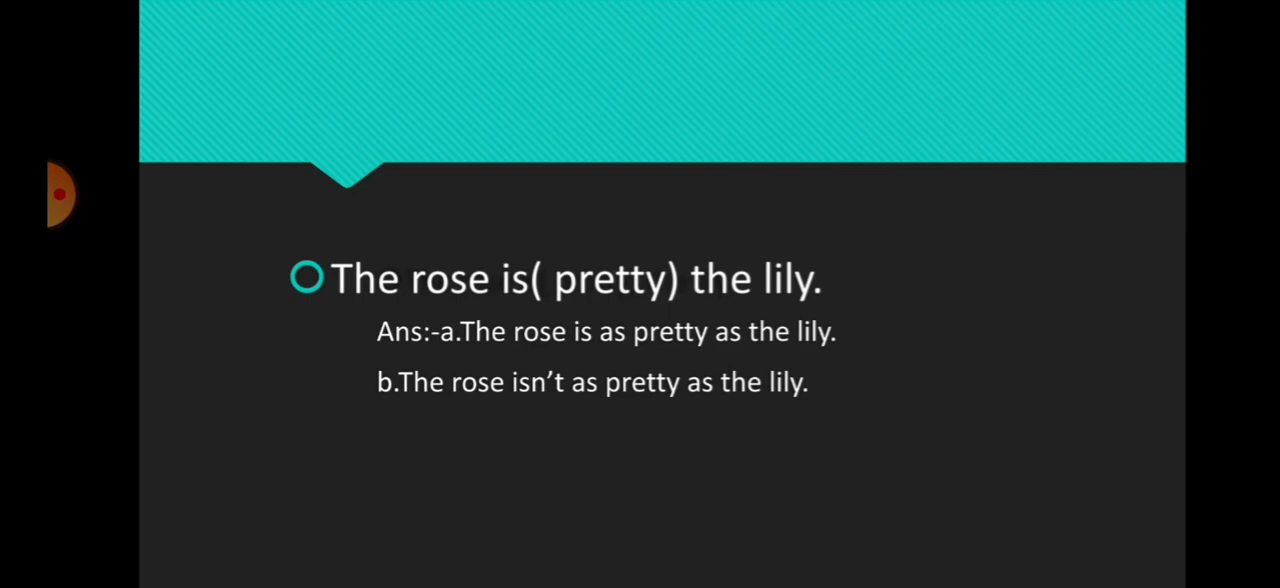 The rose is( pretty) the lily.
Ans:-a.The rose is as pretty as the lily.
b.The rose isn’t as pretty as the lily.